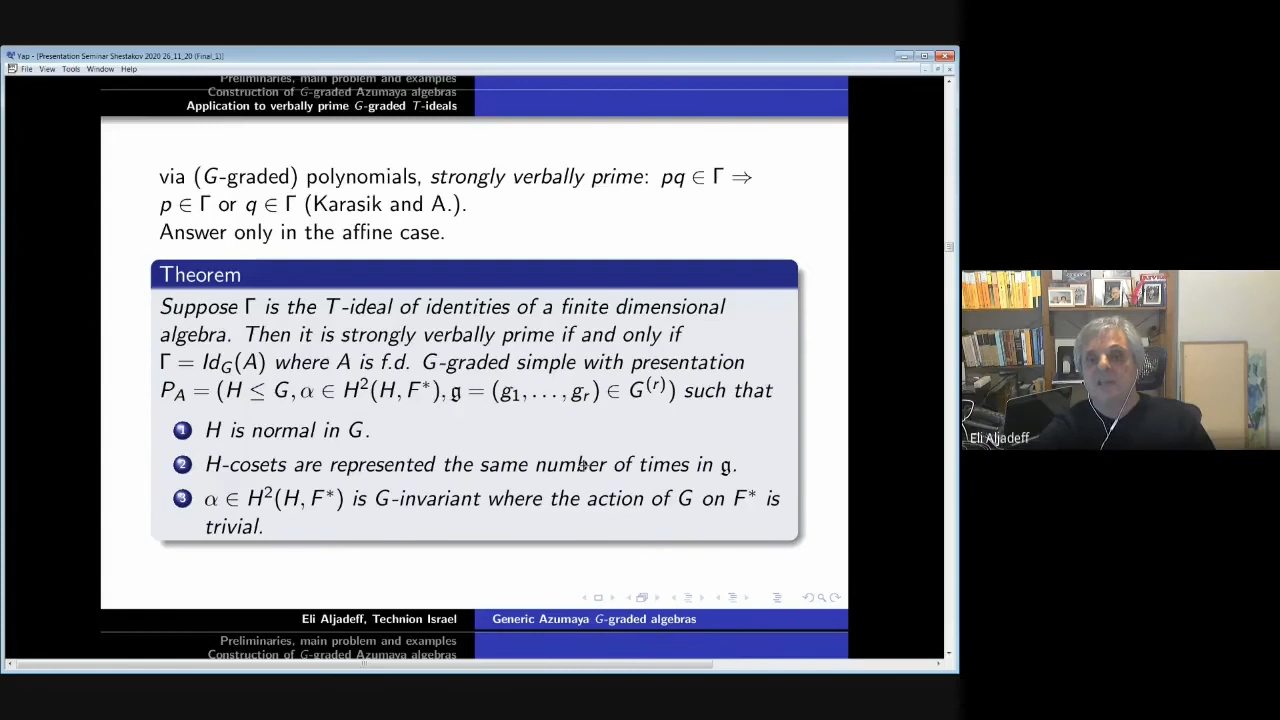 Yap - [Presentation Seminar Shestakov 2020 26_11_20 (Final_1)]
File View Tools Window Help
Preliminaries, main problem and examples
Construction of G-graded Azumaya algebras
Application to verbally prime G-graded T-ideals
via (G-graded) polynomials, strongly verbally prime: pq ∈ Γ ⇒
p ∈ Γ or q ∈ Γ (Karasik and A.).
Answer only in the affine case.
Theorem
Suppose Γ is the T-ideal of identities of a finite dimensional
algebra. Then it is strongly verbally prime if and only if
Γ = Id_G(A) where A is f.d. G-graded simple with presentation
P_A = (H ≤ G, α ∈ H²(H, F*), 𝔤 = (g₁, . . . , g_r) ∈ G^(r)) such that
1 H is normal in G.
2 H-cosets are represented the same number of times in 𝔤.
3 α ∈ H²(H, F*) is G-invariant where the action of G on F* is
trivial.
Eli Aljadeff, Technion Israel Generic Azumaya G-graded algebras
Preliminaries, main problem and examples
Construction of G-graded Azumaya algebras
Eli Aljadeff